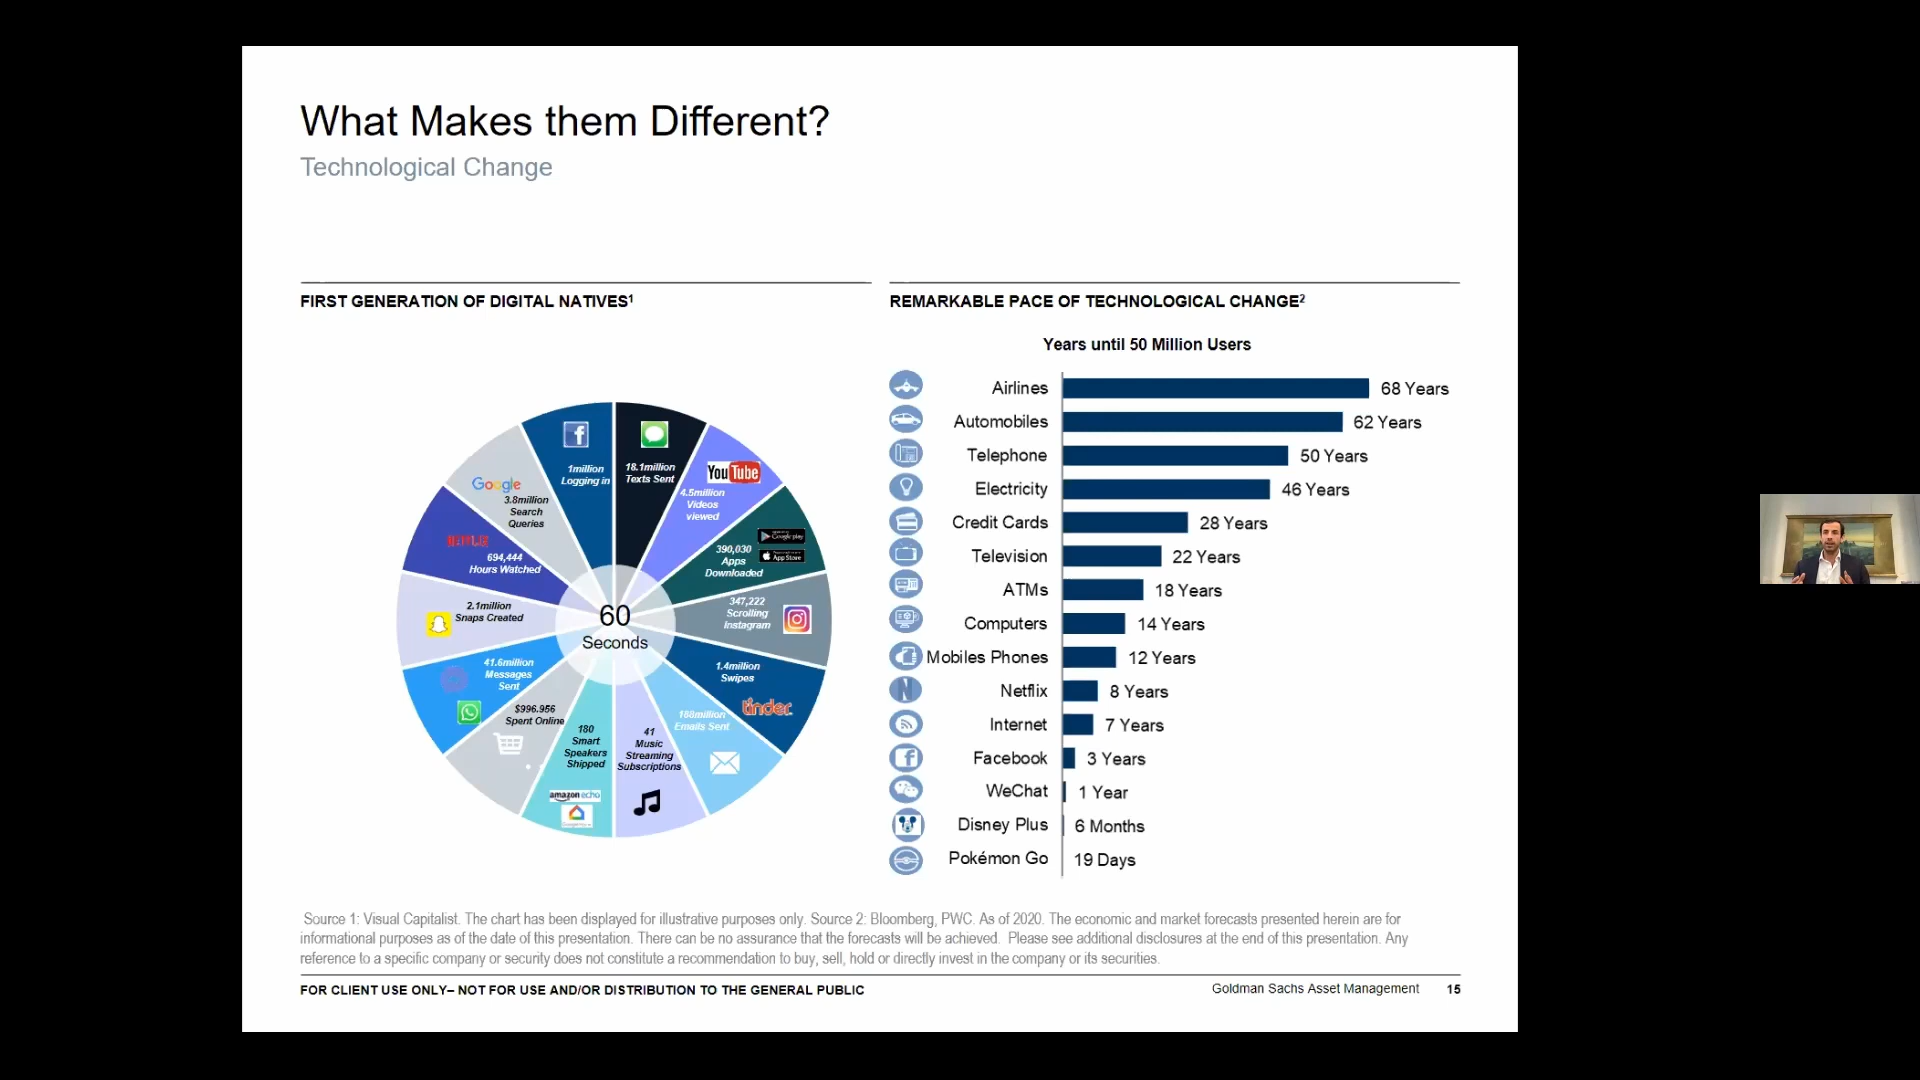 What Makes them Different?
Technological Change
FIRST GENERATION OF DIGITAL NATIVES¹
60
Seconds
1million
Logging in
18.1million
Texts Sent
YouTube
4.5million
Videos
viewed
Google play
App Store
390,030
Apps
Downloaded
347,222
Scrolling
Instagram
1.4million
Swipes
tinder
188million
Emails Sent
41
Music
Streaming
Subscriptions
180
Smart
Speakers
Shipped
amazon echo
$996.956
Spent Online
41.6million
Messages
Sent
2.1million
Snaps Created
694,444
Hours Watched
Google
3.8million
Search
Queries
REMARKABLE PACE OF TECHNOLOGICAL CHANGE²
Years until 50 Million Users
Airlines 68 Years
Automobiles 62 Years
Telephone 50 Years
Electricity 46 Years
Credit Cards 28 Years
Television 22 Years
ATMs 18 Years
Computers 14 Years
Mobiles Phones 12 Years
Netflix 8 Years
Internet 7 Years
Facebook 3 Years
WeChat 1 Year
Disney Plus 6 Months
Pokémon Go 19 Days
Source 1: Visual Capitalist. The chart has been displayed for illustrative purposes only. Source 2: Bloomberg, PWC. As of 2020. The economic and market forecasts presented herein are for
informational purposes as of the date of this presentation. There can be no assurance that the forecasts will be achieved. Please see additional disclosures at the end of this presentation. Any
reference to a specific company or security does not constitute a recommendation to buy, sell, hold or directly invest in the company or its securities.
FOR CLIENT USE ONLY– NOT FOR USE AND/OR DISTRIBUTION TO THE GENERAL PUBLIC
Goldman Sachs Asset Management 15